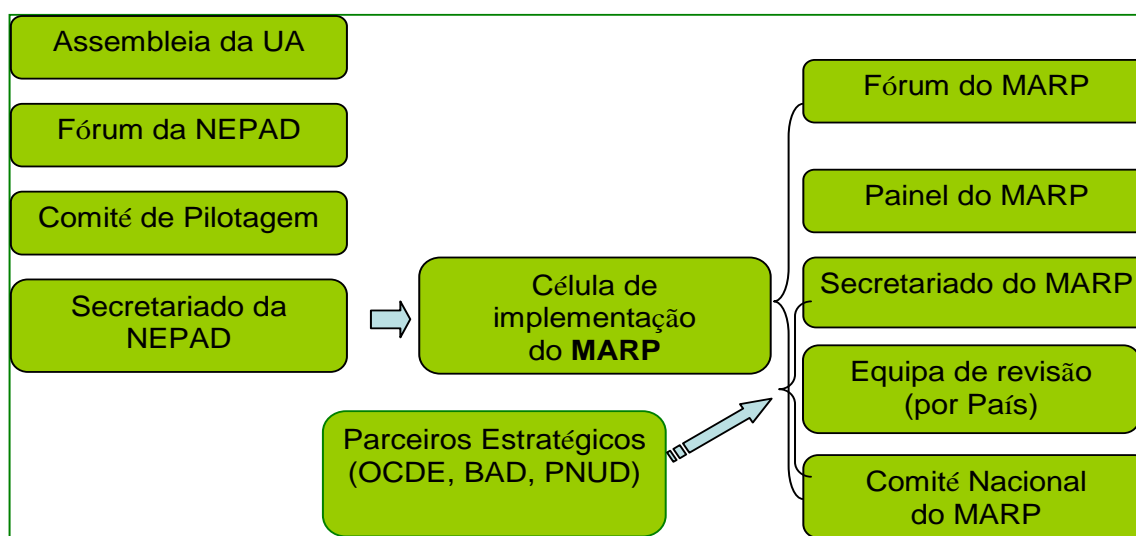 Assembleia da UA
Fórum da NEPAD
Comité de Pilotagem
Secretariado da
NEPAD
Célula de
implementação
do MARP
Parceiros Estratégicos
(OCDE, BAD, PNUD)
Fórum do MARP
Painel do MARP
Secretariado do MARP
Equipa de revisão
(por País)
Comité Nacional
do MARP